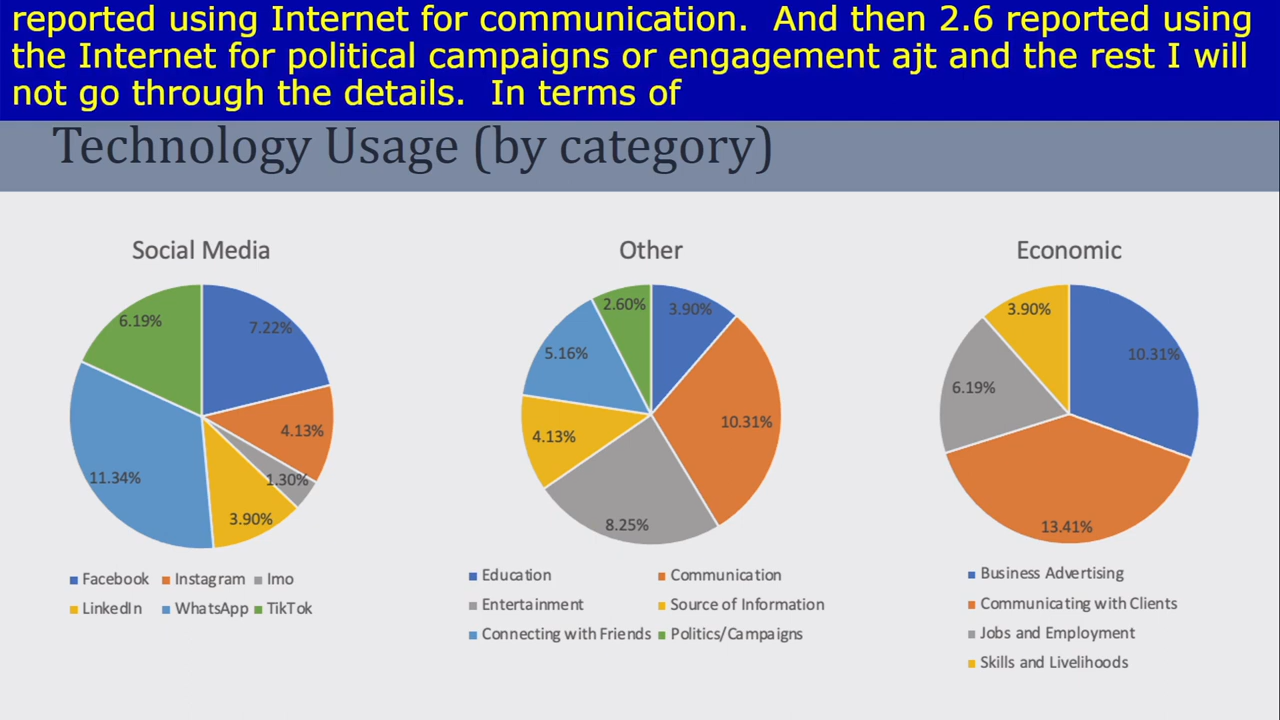 reported using Internet for communication. And then 2.6 reported using
the Internet for political campaigns or engagement ajt and the rest I will
not go through the details. In terms of
Technology Usage (by category)
Social Media
7.22%
4.13%
1.30%
3.90%
11.34%
6.19%
Facebook Instagram Imo
LinkedIn WhatsApp TikTok
Other
3.90%
10.31%
8.25%
4.13%
5.16%
2.60%
Education Communication
Entertainment Source of Information
Connecting with Friends Politics/Campaigns
Economic
10.31%
13.41%
6.19%
3.90%
Business Advertising
Communicating with Clients
Jobs and Employment
Skills and Livelihoods